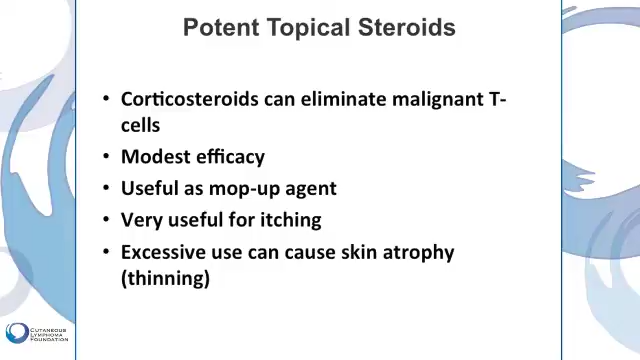 Potent Topical Steroids
• Corticosteroids can eliminate malignant T-
cells
• Modest efficacy
• Useful as mop-up agent
• Very useful for itching
• Excessive use can cause skin atrophy
(thinning)
CUTANEOUS
LYMPHOMA
FOUNDATION